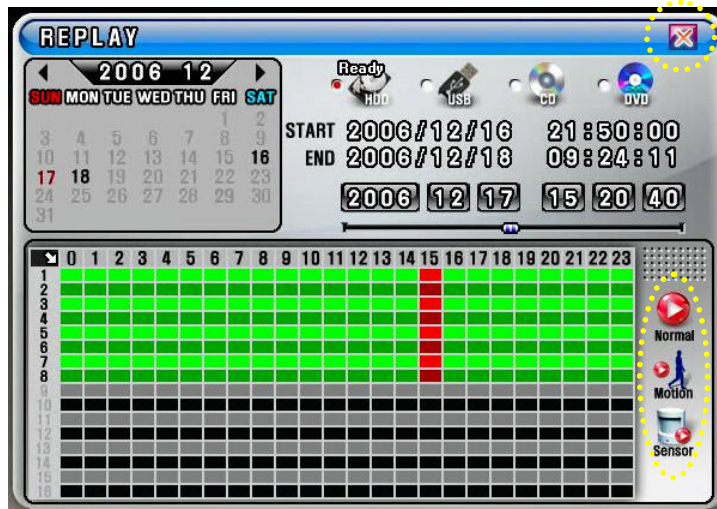 REPLAY
2006 12
SUN MON TUE WED THU FRI SAT
1 2
3 4 5 6 7 8 9
10 11 12 13 14 15 16
17 18 19 20 21 22 23
24 25 26 27 28 29 30
31
Ready
HDD USB CD DVD
START 2006/12/16 21:50:00
END 2006/12/18 09:24:11
2006 12 17 15 20 40
0 1 2 3 4 5 6 7 8 9 10 11 12 13 14 15 16 17 18 19 20 21 22 23
1
2
3
4
5
6
7
8
9
10
11
12
13
14
15
16
Normal
Motion
Sensor